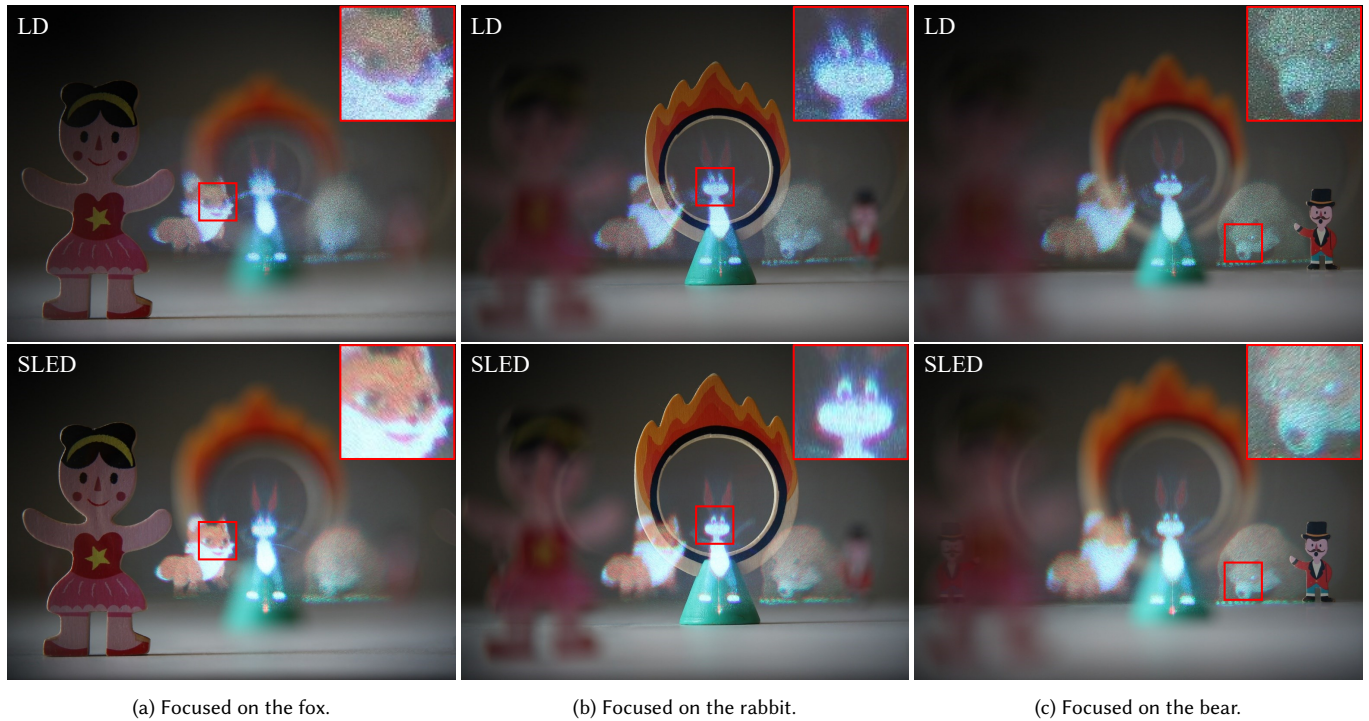 LD
LD
LD
SLED
SLED
SLED
(a) Focused on the fox.
(b) Focused on the rabbit.
(c) Focused on the bear.